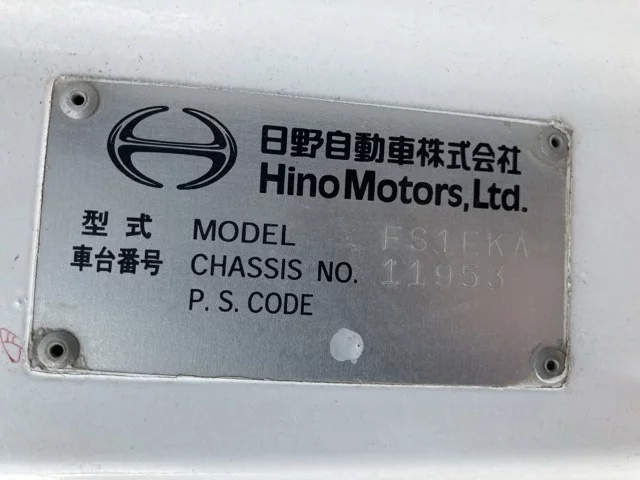 日野自動車株式会社
Hino Motors, Ltd.
型式 MODEL FS1EKA
車台番号 CHASSIS NO. 11953
P. S. CODE